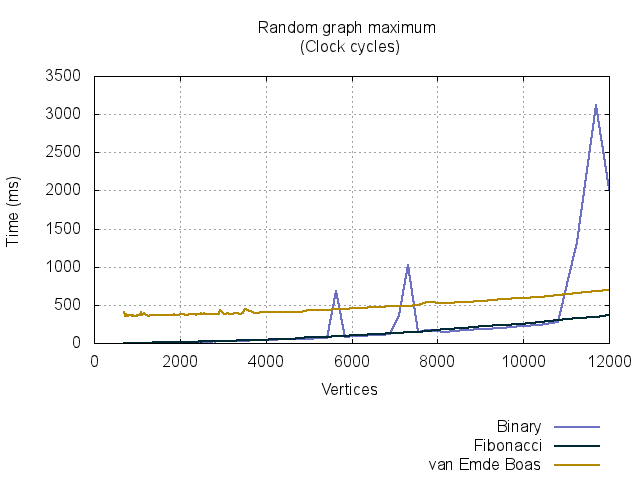 Random graph maximum
(Clock cycles)
3500
3000
2500
2000
1500
1000
500
0
Time (ms)
0 2000 4000 6000 8000 10000 12000
Vertices
Binary
Fibonacci
van Emde Boas